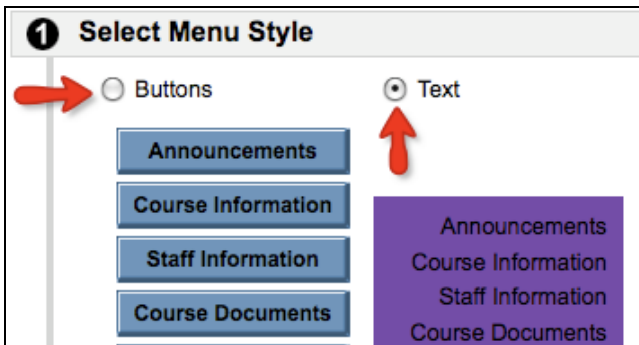 1 Select Menu Style
Buttons
Text
Announcements
Course Information
Staff Information
Course Documents
Announcements
Course Information
Staff Information
Course Documents